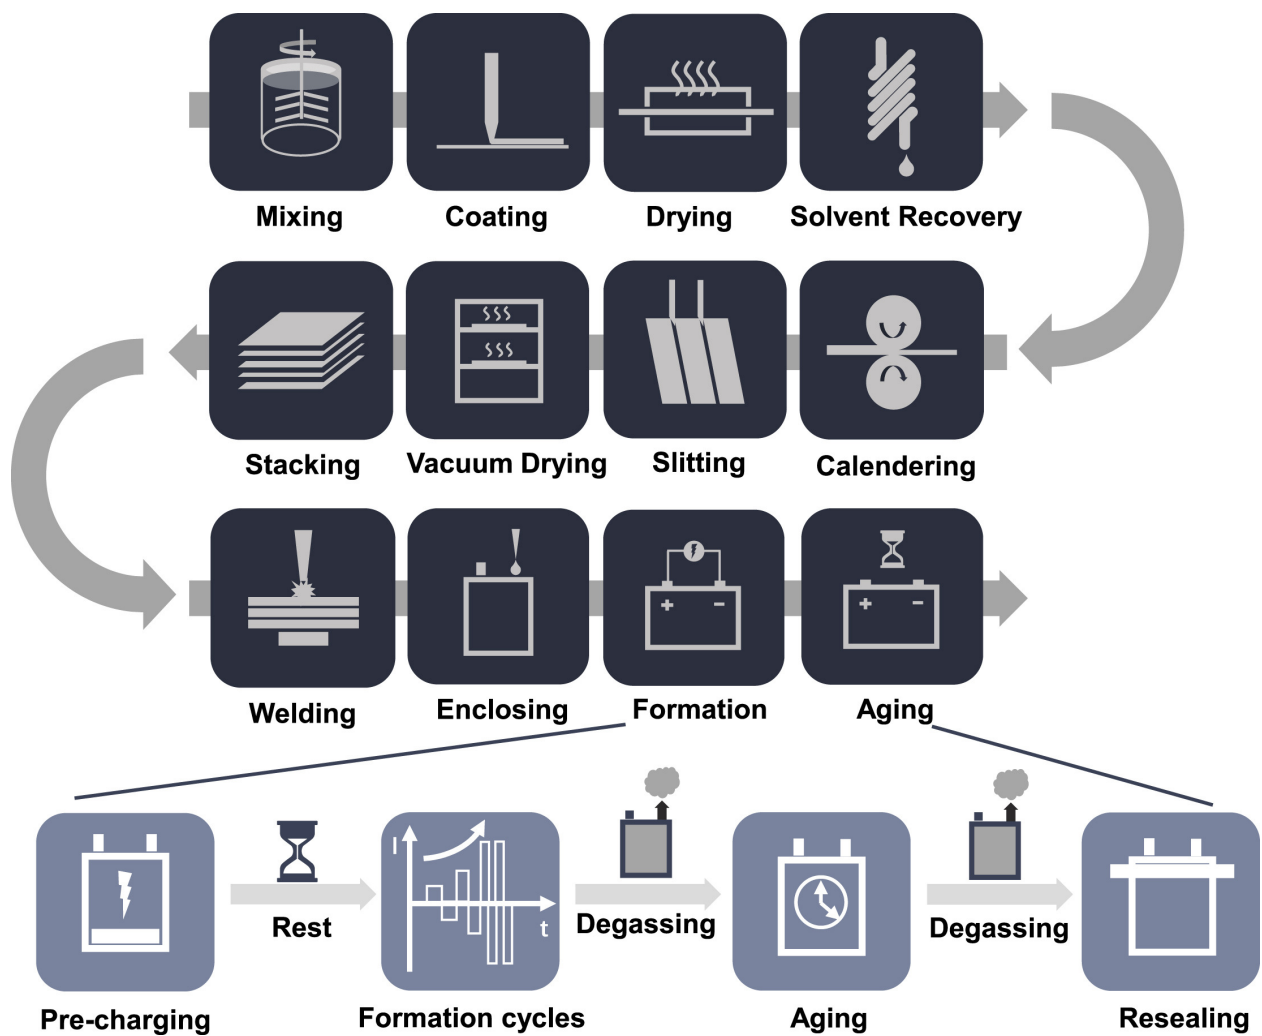 Mixing
Coating
Drying
Solvent Recovery
Stacking
Vacuum Drying
Slitting
Calendering
+ -
+ -
Welding
Enclosing
Formation
Aging
I
t
Rest
Degassing
Degassing
Pre-charging
Formation cycles
Aging
Resealing